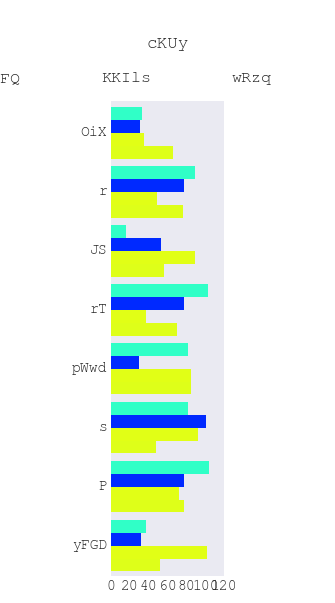 cKUy
FQ KKIls wRzq
OiX
r
JS
rT
pWwd
s
P
yFGD
0 20 40 60 80 100 120